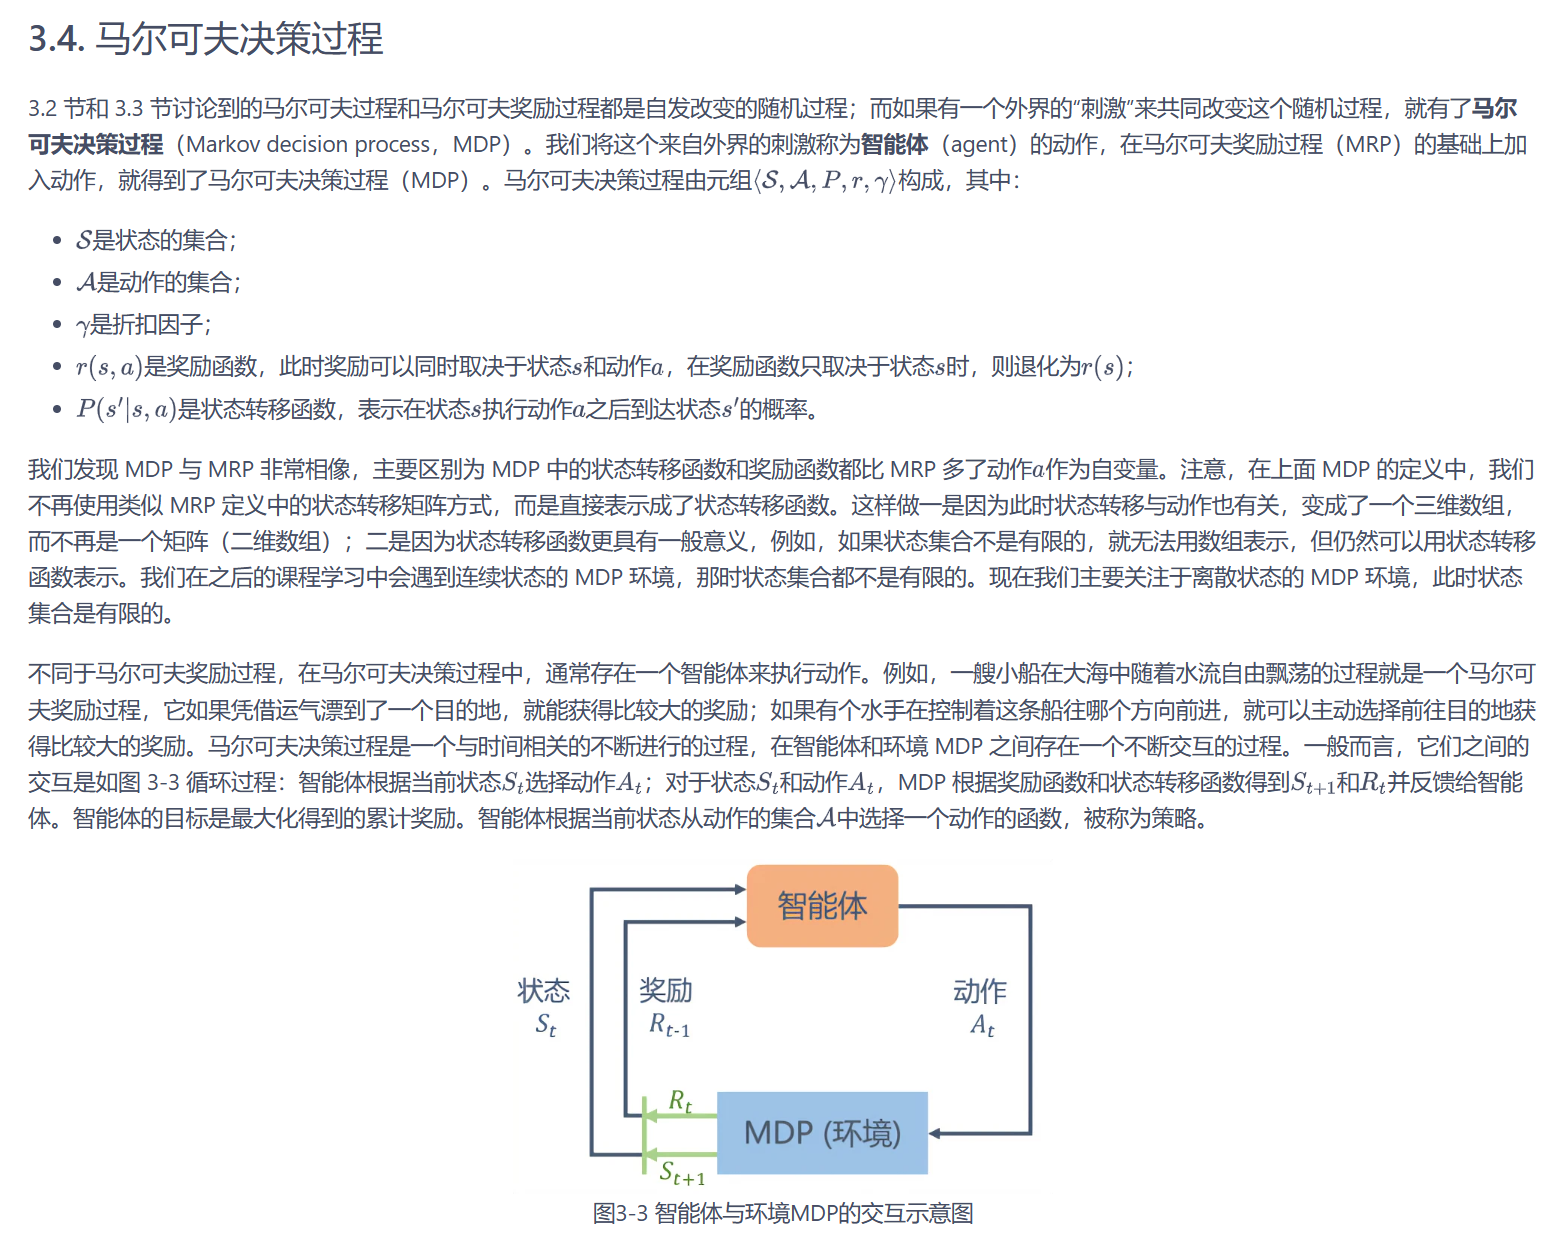 3.4. 马尔可夫决策过程
3.2 节和 3.3 节讨论到的马尔可夫过程和马尔可夫奖励过程都是自发改变的随机过程；而如果有一个外界的“刺激”来共同改变这个随机过程，就有了马尔
可夫决策过程（Markov decision process，MDP）。我们将这个来自外界的刺激称为智能体（agent）的动作，在马尔可夫奖励过程（MRP）的基础上加
入动作，就得到了马尔可夫决策过程（MDP）。马尔可夫决策过程由元组⟨𝒮, 𝒜, P, r, γ⟩构成，其中：
• 𝒮是状态的集合；
• 𝒜是动作的集合；
• γ是折扣因子；
• r(s, a)是奖励函数，此时奖励可以同时取决于状态s和动作a，在奖励函数只取决于状态s时，则退化为r(s)；
• P(s′|s, a)是状态转移函数，表示在状态s执行动作a之后到达状态s′的概率。
我们发现 MDP 与 MRP 非常相像，主要区别为 MDP 中的状态转移函数和奖励函数都比 MRP 多了动作a作为自变量。注意，在上面 MDP 的定义中，我们
不再使用类似 MRP 定义中的状态转移矩阵方式，而是直接表示成了状态转移函数。这样做一是因为此时状态转移与动作也有关，变成了一个三维数组，
而不再是一个矩阵（二维数组）；二是因为状态转移函数更具有一般意义，例如，如果状态集合不是有限的，就无法用数组表示，但仍然可以用状态转移
函数表示。我们在之后的课程学习中会遇到连续状态的 MDP 环境，那时状态集合都不是有限的。现在我们主要关注于离散状态的 MDP 环境，此时状态
集合是有限的。
不同于马尔可夫奖励过程，在马尔可夫决策过程中，通常存在一个智能体来执行动作。例如，一艘小船在大海中随着水流自由飘荡的过程就是一个马尔可
夫奖励过程，它如果凭借运气漂到了一个目的地，就能获得比较大的奖励；如果有个水手在控制着这条船往哪个方向前进，就可以主动选择前往目的地获
得比较大的奖励。马尔可夫决策过程是一个与时间相关的不断进行的过程，在智能体和环境 MDP 之间存在一个不断交互的过程。一般而言，它们之间的
交互是如图 3-3 循环过程：智能体根据当前状态S_t选择动作A_t；对于状态S_t和动作A_t，MDP 根据奖励函数和状态转移函数得到S_{t+1}和R_t并反馈给智能
体。智能体的目标是最大化得到的累计奖励。智能体根据当前状态从动作的集合𝒜中选择一个动作的函数，被称为策略。
智能体
状态
S_t
奖励
R_{t-1}
动作
A_t
R_t
MDP (环境)
S_{t+1}
图3-3 智能体与环境MDP的交互示意图